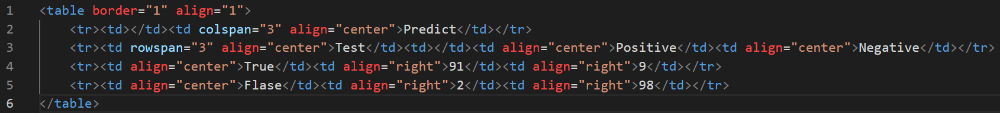 1 <table border="1" align="1">
2 <tr><td></td><td colspan="3" align="center">Predict</td></tr>
3 <tr><td rowspan="3" align="center">Test</td><td></td><td align="center">Positive</td><td align="center">Negative</td></tr>
4 <tr><td align="center">True</td><td align="right">91</td><td align="right">9</td></tr>
5 <tr><td align="center">Flase</td><td align="right">2</td><td align="right">98</td></tr>
6 </table>